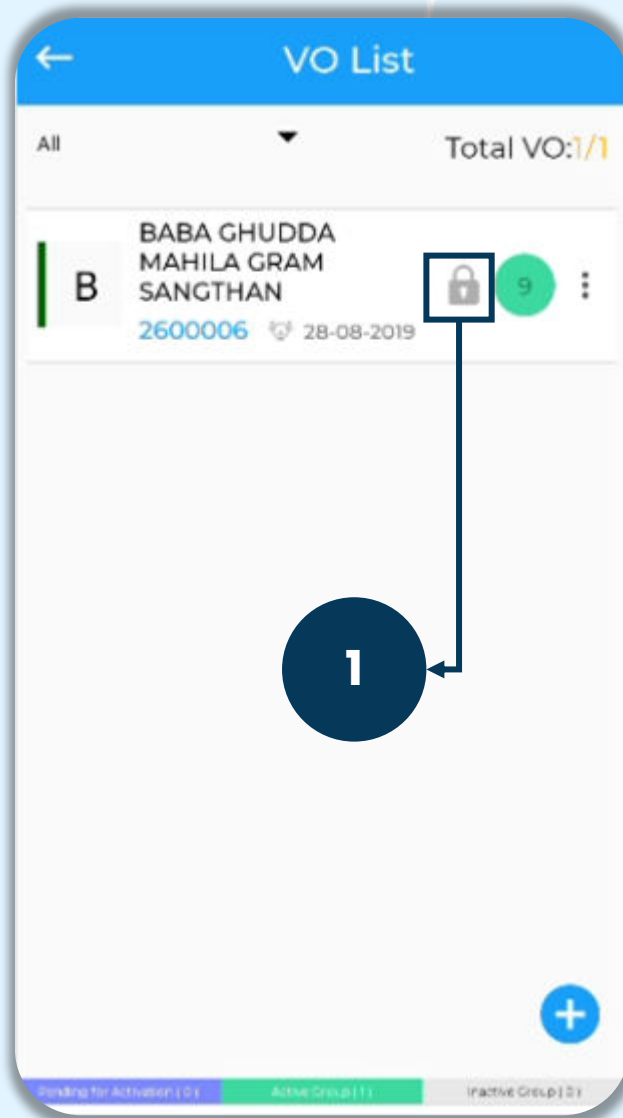 VO List
All
Total VO:1/1
BABA GHUDDA
MAHILA GRAM
B
SANGTHAN
9
2600006 28-08-2019
1
Pending for Activation ( 0 ) Active Group ( 1 ) Inactive Group ( 0 )